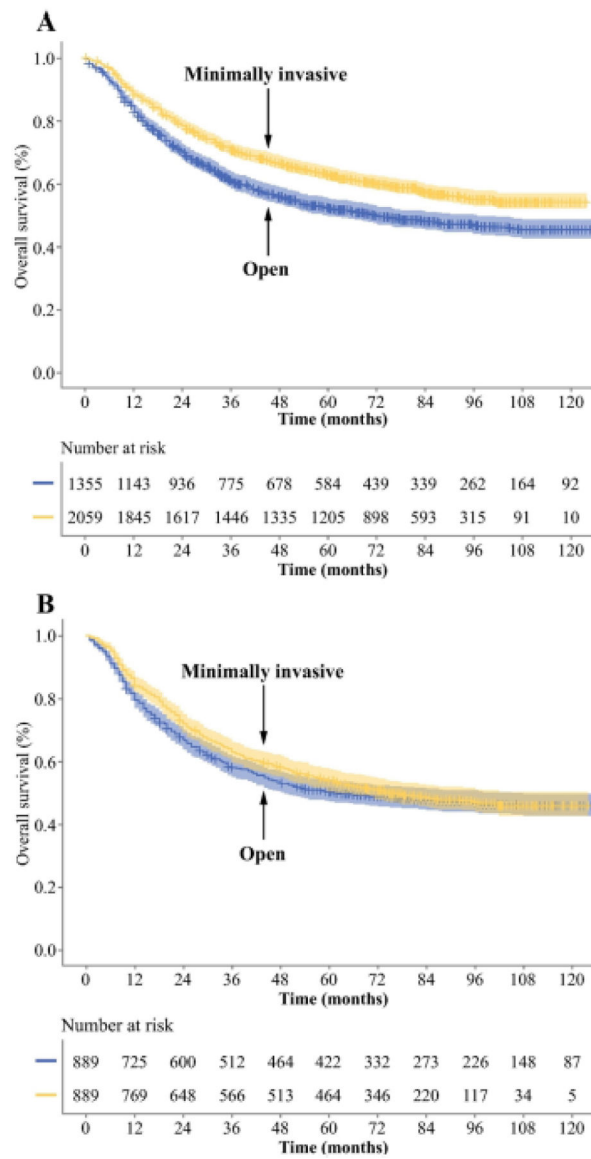 A
1.0
Minimally invasive
0.8
0.6
Open
0.4
0.2
0.0
Overall survival (%)
0 12 24 36 48 60 72 84 96 108 120
Time (months)
Number at risk
1355 1143 936 775 678 584 439 339 262 164 92
2059 1845 1617 1446 1335 1205 898 593 315 91 10
0 12 24 36 48 60 72 84 96 108 120
Time (months)
B
1.0
Minimally invasive
0.8
0.6
Open
0.4
0.2
0.0
Overall survival (%)
0 12 24 36 48 60 72 84 96 108 120
Time (months)
Number at risk
889 725 600 512 464 422 332 273 226 148 87
889 769 648 566 513 464 346 220 117 34 5
0 12 24 36 48 60 72 84 96 108 120
Time (months)